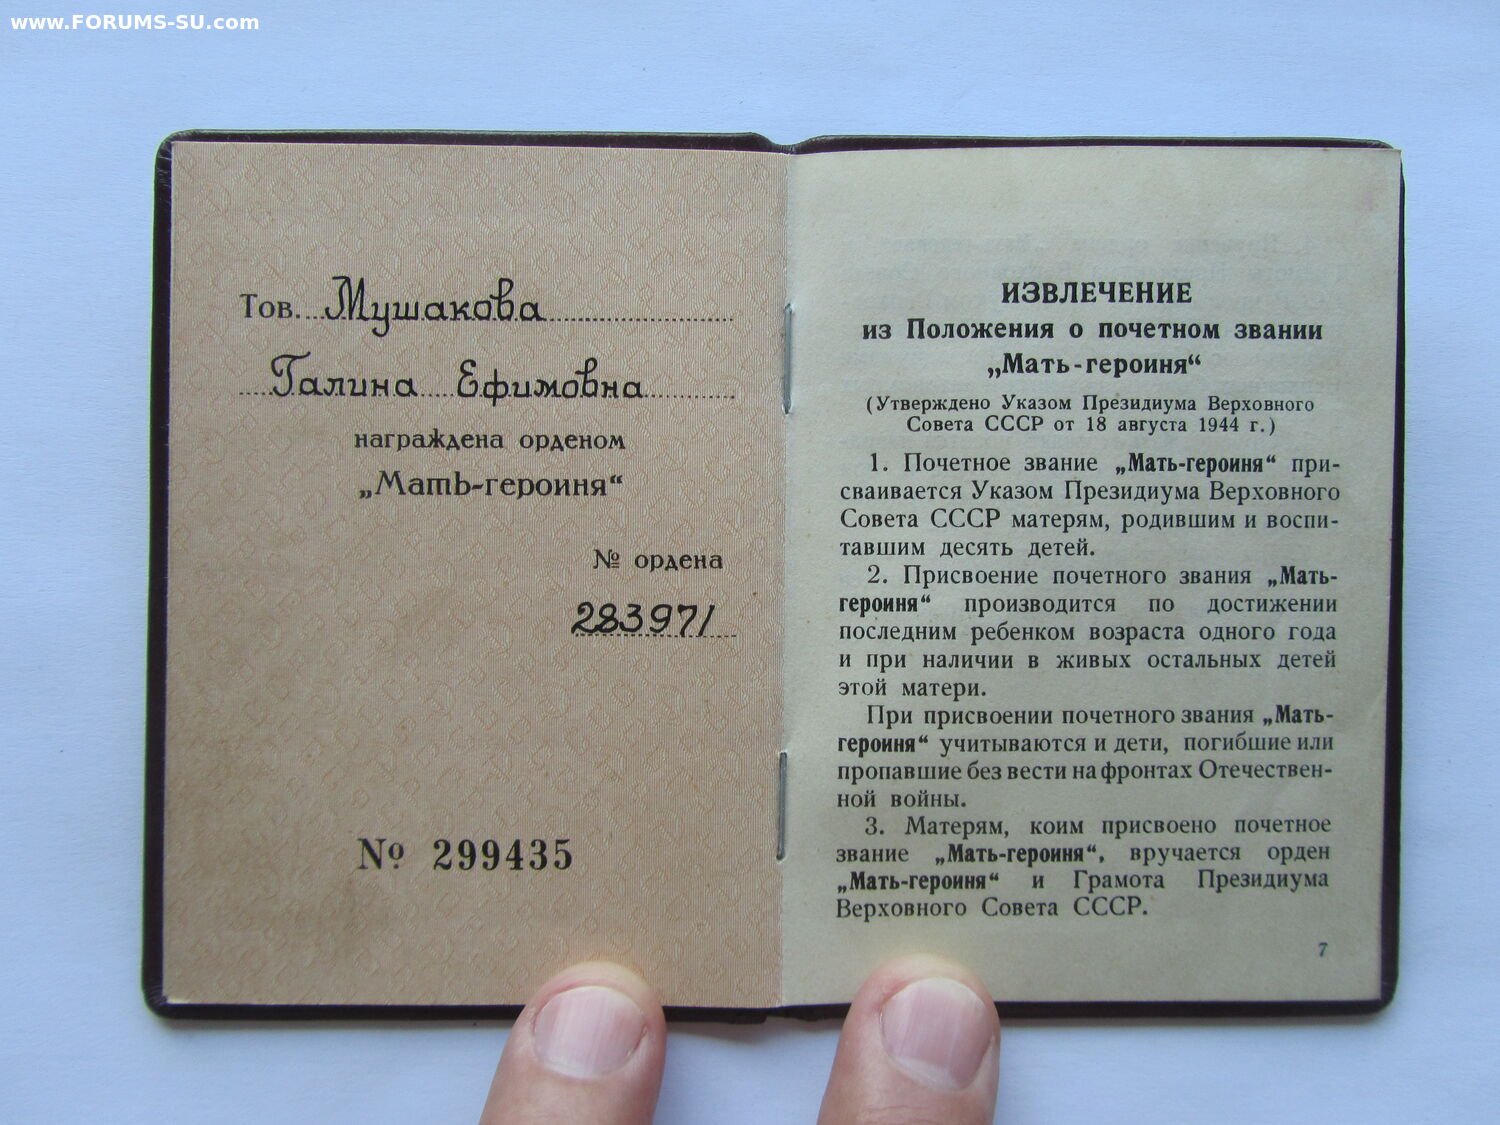 www.FORUMS-SU.com
Тов. Мушакова
Галина Ефимовна
награждена орденом
„Мать-героиня“
№ ордена
283971
№ 299435
ИЗВЛЕЧЕНИЕ
из Положения о почетном звании
„Мать-героиня“
(Утверждено Указом Президиума Верховного
Совета СССР от 18 августа 1944 г.)
1. Почетное звание „Мать-героиня“ при-
сваивается Указом Президиума Верховного
Совета СССР матерям, родившим и воспи-
тавшим десять детей.
2. Присвоение почетного звания „Мать-
героиня“ производится по достижении
последним ребенком возраста одного года
и при наличии в живых остальных детей
этой матери.
При присвоении почетного звания „Мать-
героиня“ учитываются и дети, погибшие или
пропавшие без вести на фронтах Отечествен-
ной войны.
3. Матерям, коим присвоено почетное
звание „Мать-героиня“, вручается орден
„Мать-героиня“ и Грамота Президиума
Верховного Совета СССР.
7